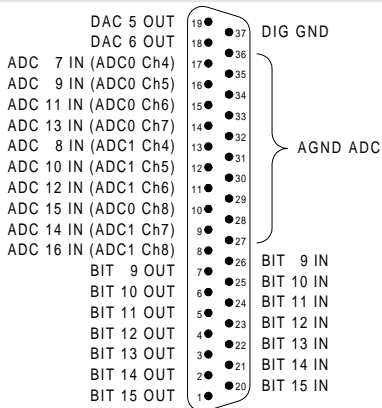 DAC 5 OUT
DAC 6 OUT
ADC 7 IN (ADC0 Ch4)
ADC 9 IN (ADC0 Ch5)
ADC 11 IN (ADC0 Ch6)
ADC 13 IN (ADC0 Ch7)
ADC 8 IN (ADC1 Ch4)
ADC 10 IN (ADC1 Ch5)
ADC 12 IN (ADC1 Ch6)
ADC 15 IN (ADC0 Ch8)
ADC 14 IN (ADC1 Ch7)
ADC 16 IN (ADC1 Ch8)
BIT 9 OUT
BIT 10 OUT
BIT 11 OUT
BIT 12 OUT
BIT 13 OUT
BIT 14 OUT
BIT 15 OUT
19
18
17
16
15
14
13
12
11
10
9
8
7
6
5
4
3
2
1
37
36
35
34
33
32
31
30
29
28
27
26
25
24
23
22
21
20
DIG GND
AGND ADC
BIT 9 IN
BIT 10 IN
BIT 11 IN
BIT 12 IN
BIT 13 IN
BIT 14 IN
BIT 15 IN